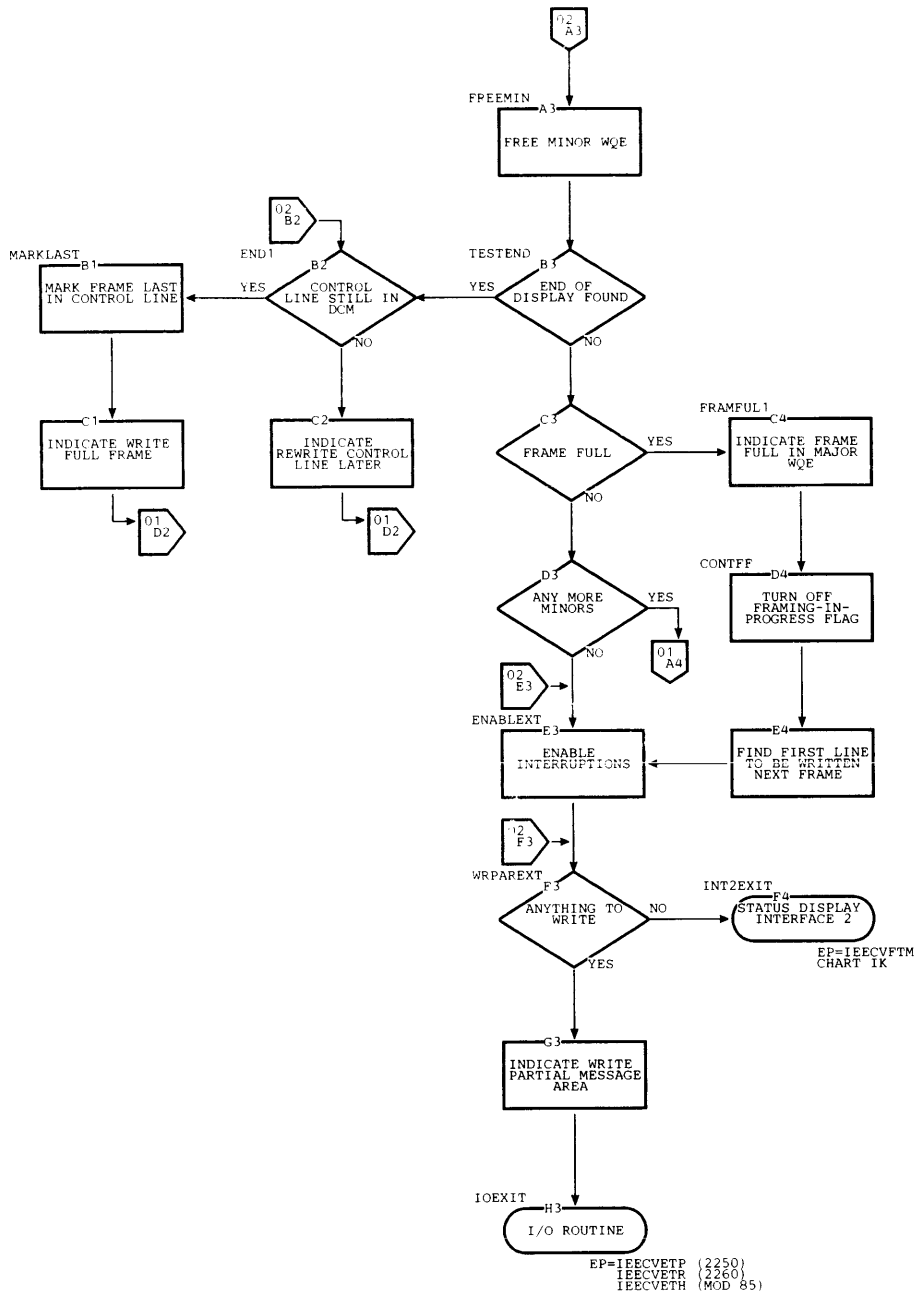 02
A3
FREEMIN
A3
FREE MINOR WQE
02
B2
MARKLAST
B1
MARK FRAME LAST
IN CONTROL LINE
YES
END1
B2
CONTROL
LINE STILL IN
DCM
NO
YES
TESTEND
B3
END OF
DISPLAY FOUND
NO
C1
INDICATE WRITE
FULL FRAME
C2
INDICATE
REWRITE CONTROL
LINE LATER
C3
FRAME FULL
YES
NO
FRAMFUL1
C4
INDICATE FRAME
FULL IN MAJOR
WQE
01
D2
01
D2
D3
ANY MORE
MINORS
YES
NO
01
A4
CONTFF
D4
TURN OFF
FRAMING-IN-
PROGRESS FLAG
02
E3
ENABLEXT
E3
ENABLE
INTERRUPTIONS
E4
FIND FIRST LINE
TO BE WRITTEN
NEXT FRAME
02
F3
WRPAREXT
F3
ANYTHING TO
WRITE
NO
YES
INT2EXIT
F4
STATUS DISPLAY
INTERFACE 2
EP=IEECVFTM
CHART IK
G3
INDICATE WRITE
PARTIAL MESSAGE
AREA
IOEXIT
H3
I/O ROUTINE
EP=IEECVETP (2250)
IEECVETR (2260)
IEECVETH (MOD 85)